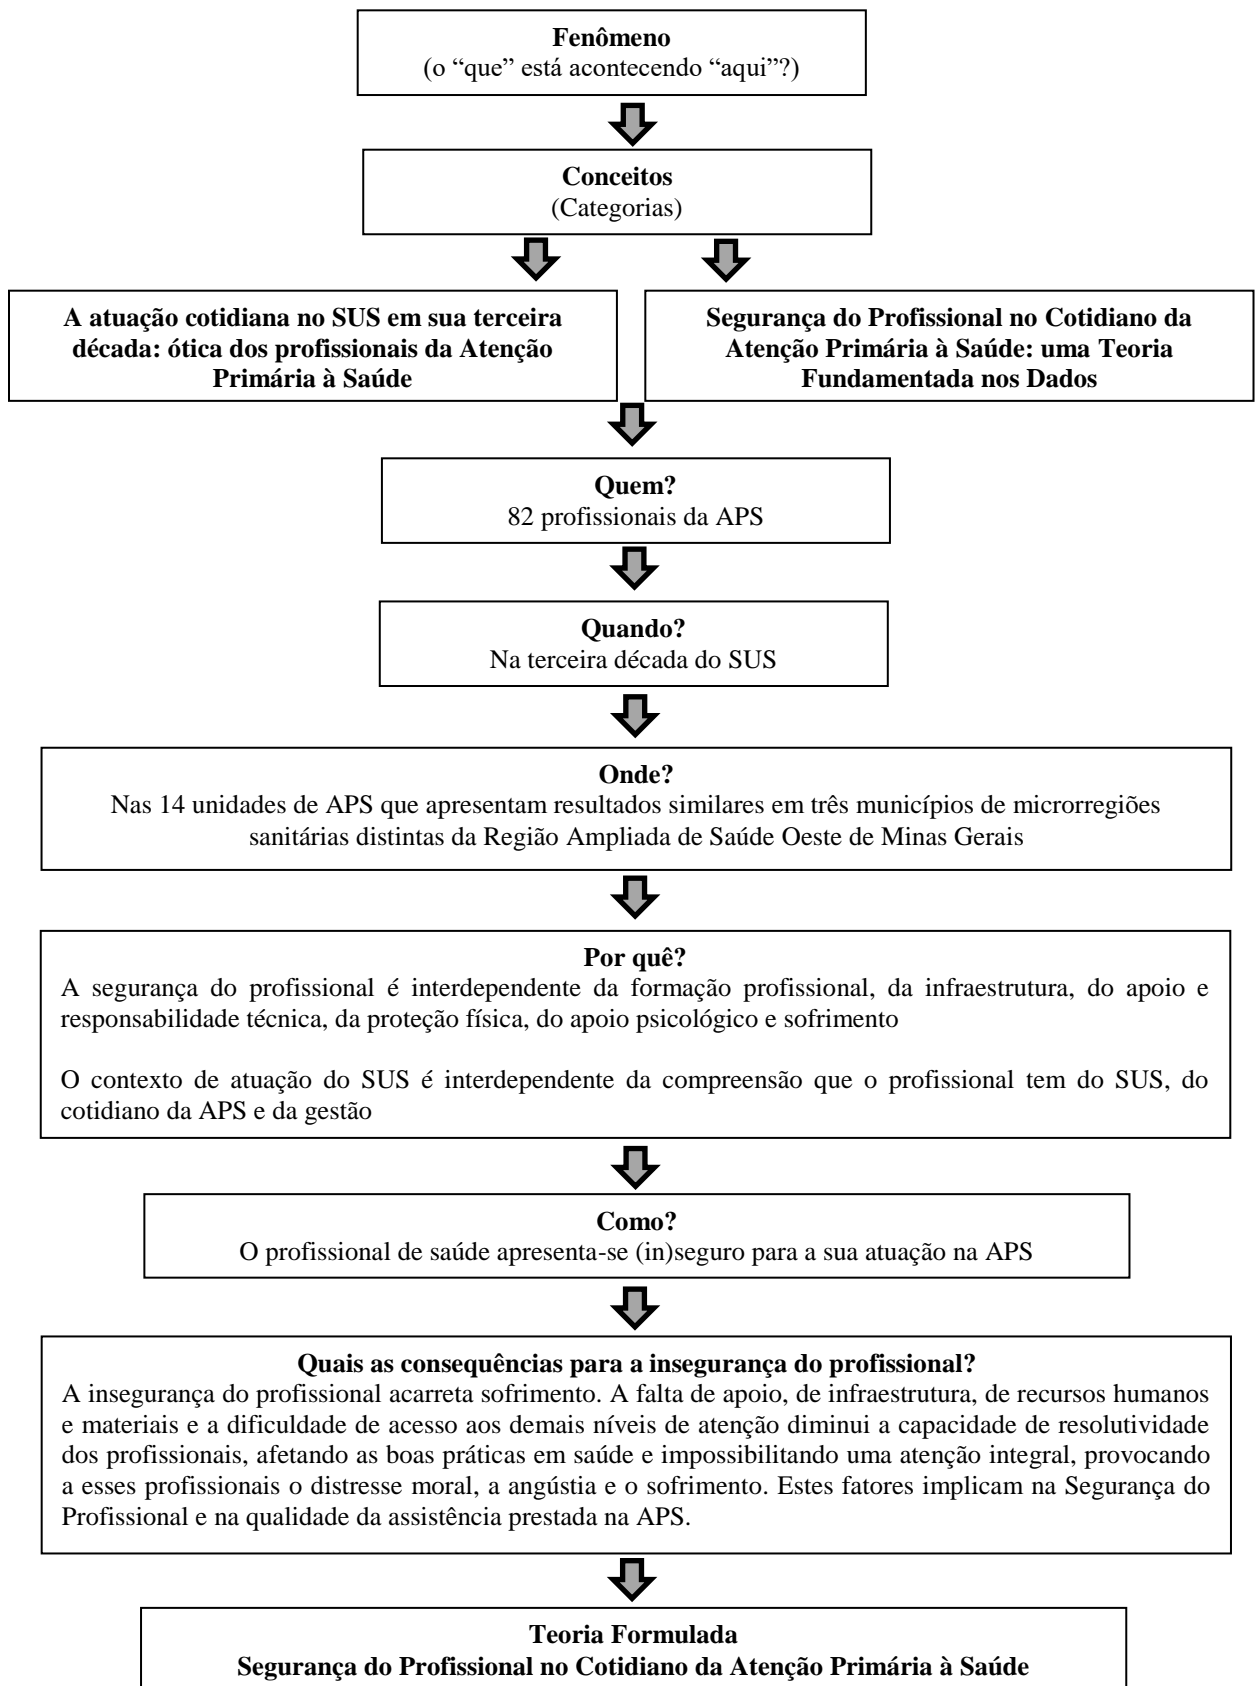 Fenômeno
(o “que” está acontecendo “aqui”?)
Conceitos
(Categorias)
A atuação cotidiana no SUS em sua terceira
década: ótica dos profissionais da Atenção
Primária à Saúde
Segurança do Profissional no Cotidiano da
Atenção Primária à Saúde: uma Teoria
Fundamentada nos Dados
Quem?
82 profissionais da APS
Quando?
Na terceira década do SUS
Onde?
Nas 14 unidades de APS que apresentam resultados similares em três municípios de microrregiões
sanitárias distintas da Região Ampliada de Saúde Oeste de Minas Gerais
Por quê?
A segurança do profissional é interdependente da formação profissional, da infraestrutura, do apoio e
responsabilidade técnica, da proteção física, do apoio psicológico e sofrimento
O contexto de atuação do SUS é interdependente da compreensão que o profissional tem do SUS, do
cotidiano da APS e da gestão
Como?
O profissional de saúde apresenta-se (in)seguro para a sua atuação na APS
Quais as consequências para a insegurança do profissional?
A insegurança do profissional acarreta sofrimento. A falta de apoio, de infraestrutura, de recursos humanos
e materiais e a dificuldade de acesso aos demais níveis de atenção diminui a capacidade de resolutividade
dos profissionais, afetando as boas práticas em saúde e impossibilitando uma atenção integral, provocando
a esses profissionais o distresse moral, a angústia e o sofrimento. Estes fatores implicam na Segurança do
Profissional e na qualidade da assistência prestada na APS.
Teoria Formulada
Segurança do Profissional no Cotidiano da Atenção Primária à Saúde